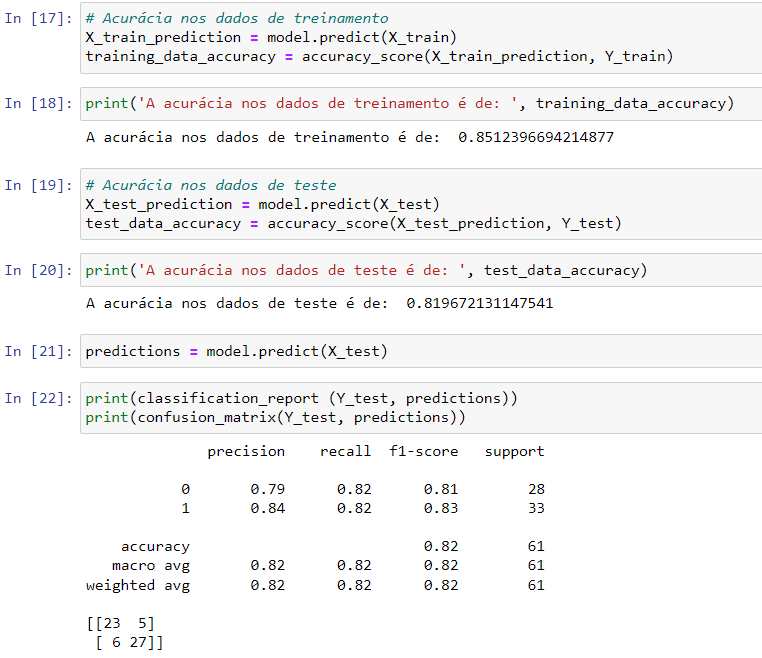 In [17]: # Acurácia nos dados de treinamento
X_train_prediction = model.predict(X_train)
training_data_accuracy = accuracy_score(X_train_prediction, Y_train)
In [18]: print('A acurácia nos dados de treinamento é de: ', training_data_accuracy)
A acurácia nos dados de treinamento é de:  0.8512396694214877
In [19]: # Acurácia nos dados de teste
X_test_prediction = model.predict(X_test)
test_data_accuracy = accuracy_score(X_test_prediction, Y_test)
In [20]: print('A acurácia nos dados de teste é de: ', test_data_accuracy)
A acurácia nos dados de teste é de:  0.819672131147541
In [21]: predictions = model.predict(X_test)
In [22]: print(classification_report (Y_test, predictions))
print(confusion_matrix(Y_test, predictions))
              precision    recall  f1-score   support
           0       0.79      0.82      0.81        28
           1       0.84      0.82      0.83        33
    accuracy                           0.82        61
   macro avg       0.82      0.82      0.82        61
weighted avg       0.82      0.82      0.82        61
[[23  5]
 [ 6 27]]